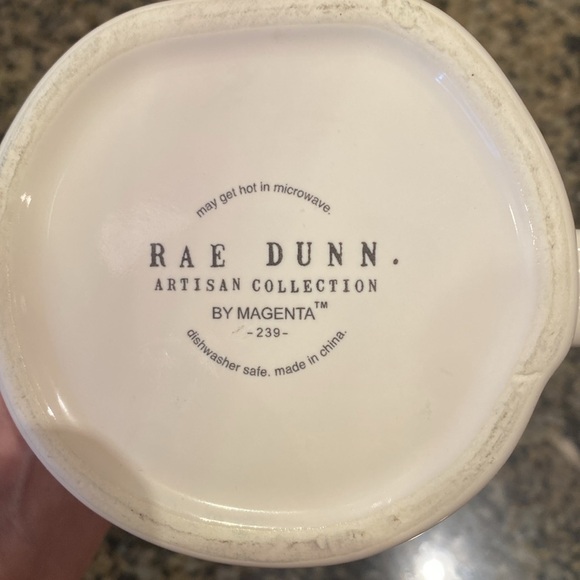 may get hot in microwave.
RAE DUNN.
ARTISAN COLLECTION
BY MAGENTA™
-239-
dishwasher safe. made in china.